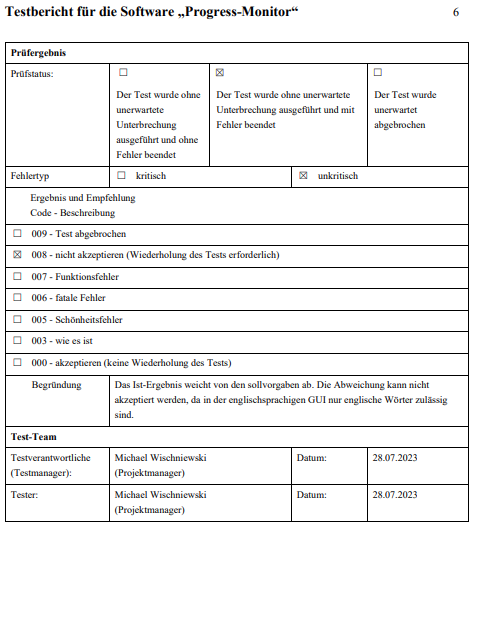 Testbericht für die Software „Progress-Monitor“ 6
Prüfergebnis
Prüfstatus: ☐ ☒ ☐
Der Test wurde ohne
unerwartete
Unterbrechung
ausgeführt und ohne
Fehler beendet
Der Test wurde ohne unerwartete
Unterbrechung ausgeführt und mit
Fehler beendet
Der Test wurde
unerwartet
abgebrochen
Fehlertyp ☐ kritisch ☒ unkritisch
Ergebnis und Empfehlung
Code - Beschreibung
☐ 009 - Test abgebrochen
☒ 008 - nicht akzeptieren (Wiederholung des Tests erforderlich)
☐ 007 - Funktionsfehler
☐ 006 - fatale Fehler
☐ 005 - Schönheitsfehler
☐ 003 - wie es ist
☐ 000 - akzeptieren (keine Wiederholung des Tests)
Begründung
Das Ist-Ergebnis weicht von den sollvorgaben ab. Die Abweichung kann nicht
akzeptiert werden, da in der englischsprachigen GUI nur englische Wörter zulässig
sind.
Test-Team
Testverantwortliche
(Testmanager):
Michael Wischniewski
(Projektmanager)
Datum: 28.07.2023
Tester:
Michael Wischniewski
(Projektmanager)
Datum: 28.07.2023